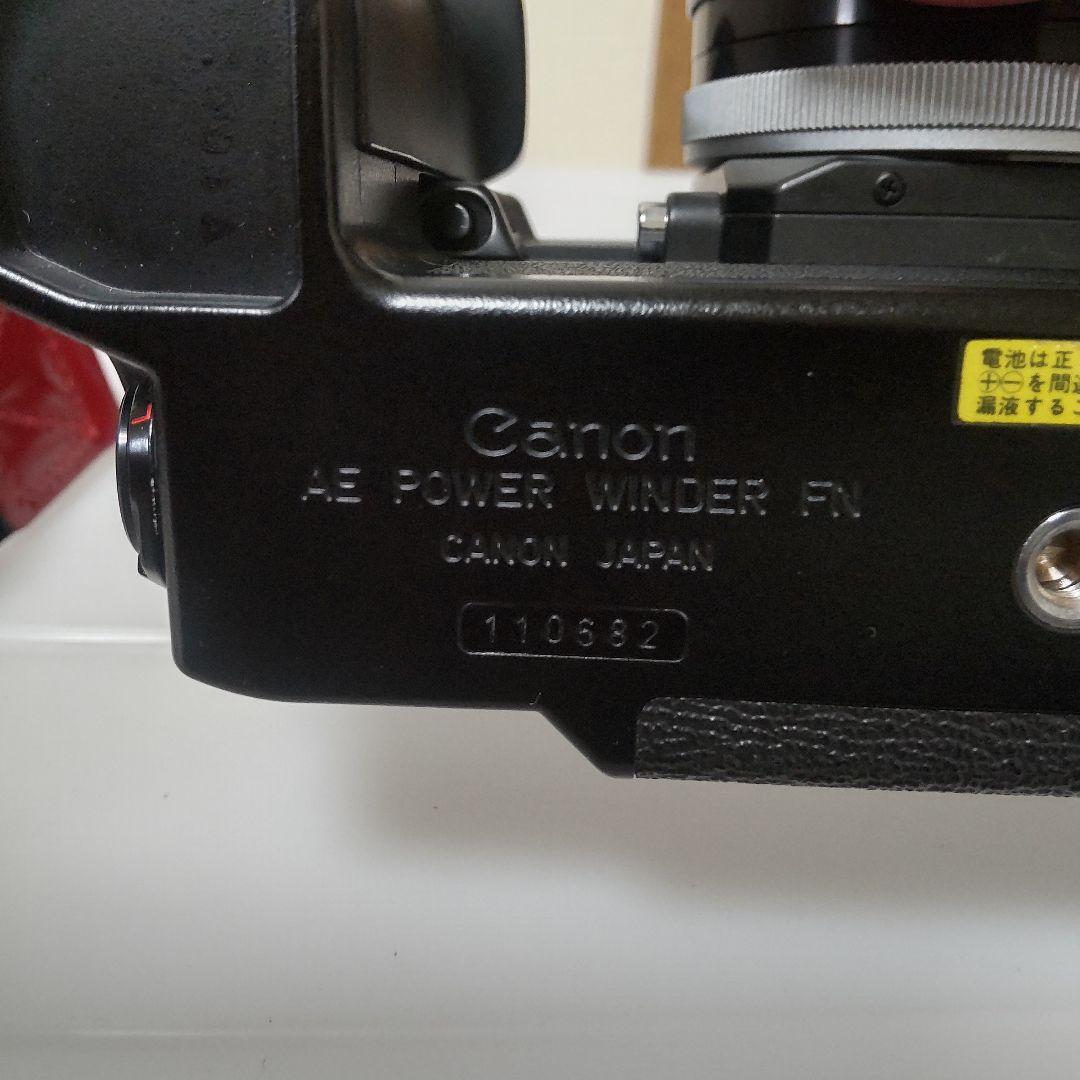 電池は正
⊕⊖を間違
漏液するこ
Canon
AE POWER WINDER FN
CANON JAPAN
110682
L